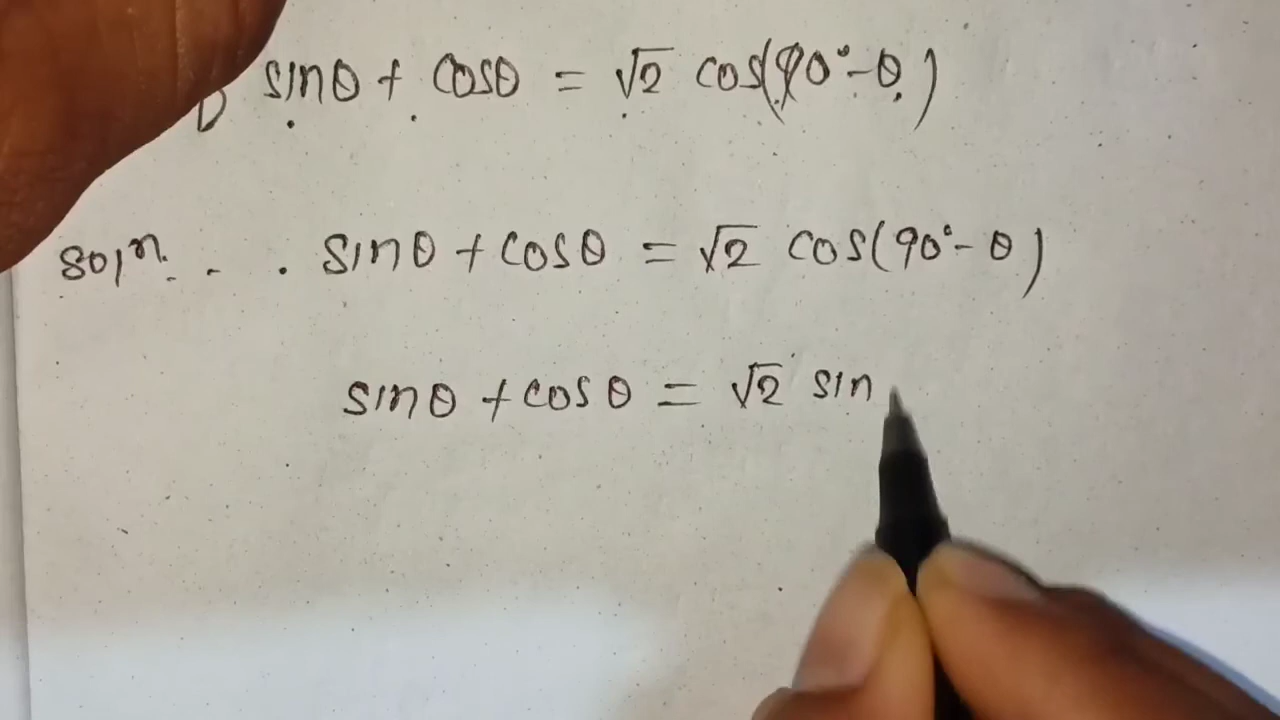 ) sinθ + cosθ = √2 cos(90°-θ)
Soln. sinθ + cosθ = √2 cos(90°-θ)
sinθ + cosθ = √2 sin